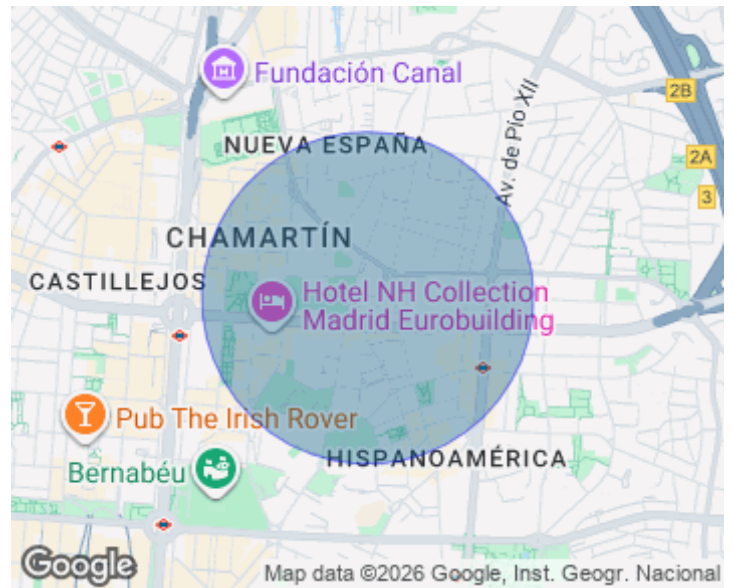 Fundación Canal
2B
Av. de Pío XII
NUEVA ESPAÑA
2A
3
CHAMARTÍN
CASTILLEJOS
Hotel NH Collection
Madrid Eurobuilding
Pub The Irish Rover
HISPANOAMÉRICA
Bernabéu
Google
Map data ©2026 Google, Inst. Geogr. Nacional